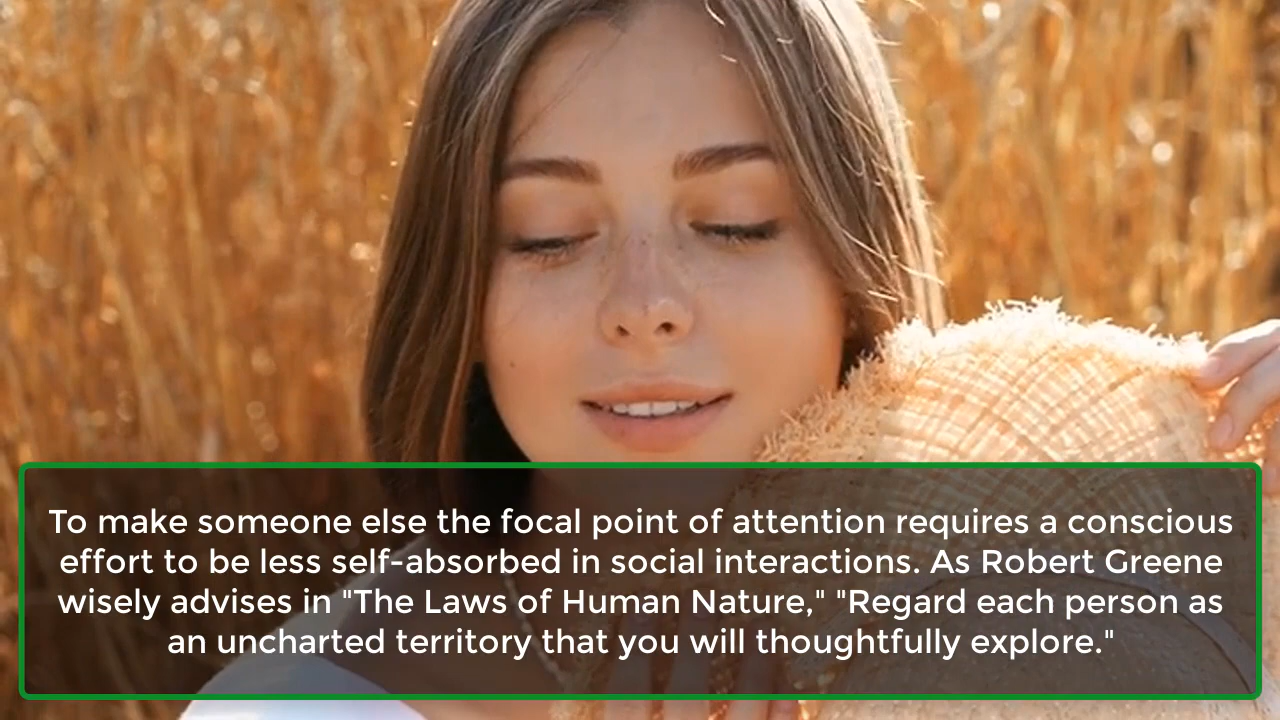 To make someone else the focal point of attention requires a conscious
effort to be less self-absorbed in social interactions. As Robert Greene
wisely advises in "The Laws of Human Nature," "Regard each person as
an uncharted territory that you will thoughtfully explore."